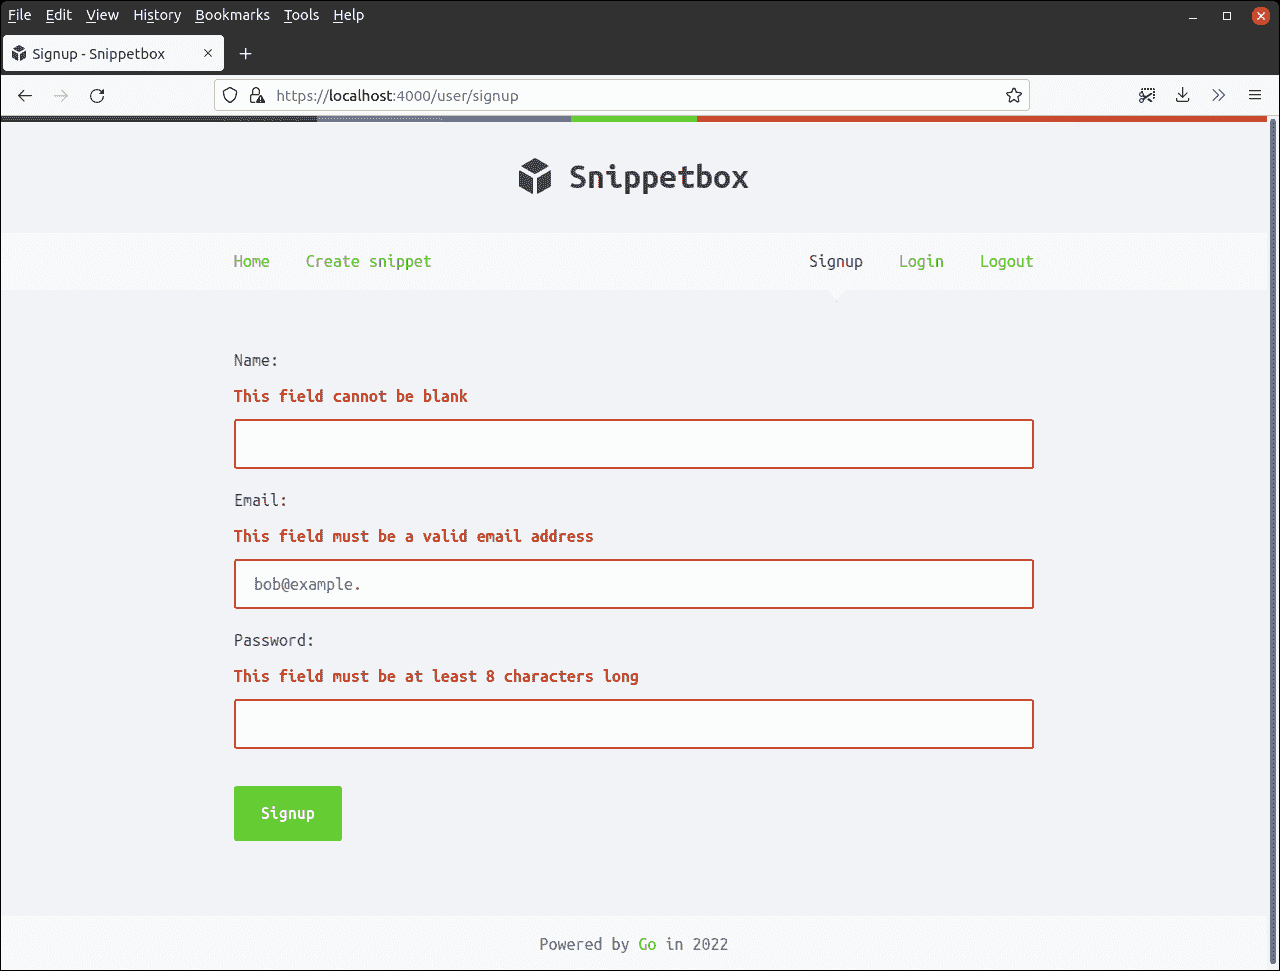 File Edit View History Bookmarks Tools Help
Signup - Snippetbox
https://localhost:4000/user/signup
Snippetbox
Home Create snippet Signup Login Logout
Name:
This field cannot be blank
Email:
This field must be a valid email address
bob@example.
Password:
This field must be at least 8 characters long
Signup
Powered by Go in 2022